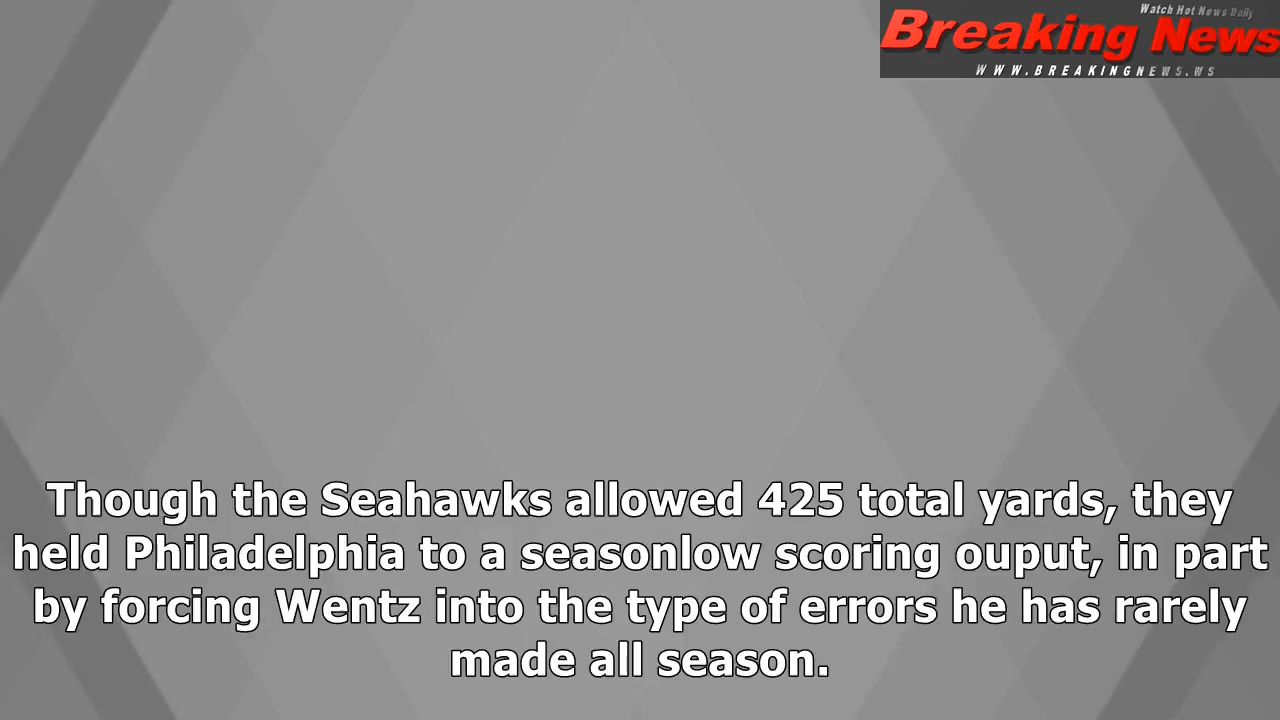 Watch Hot News Daily
Breaking News
WWW.BREAKINGNEWS.WS
Though the Seahawks allowed 425 total yards, they
held Philadelphia to a seasonlow scoring ouput, in part
by forcing Wentz into the type of errors he has rarely
made all season.